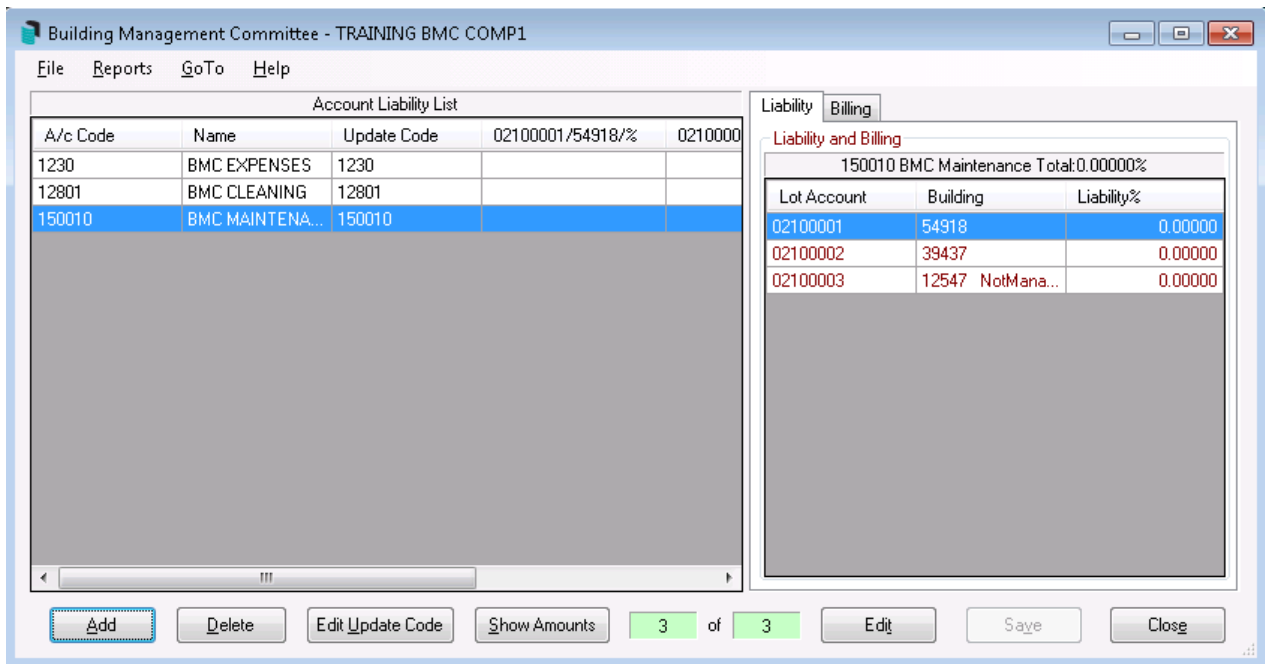 Building Management Committee - TRAINING BMC COMP1
File Reports GoTo Help
Account Liability List
A/c Code Name Update Code 02100001/54918/% 0210000
1230 BMC EXPENSES 1230
12801 BMC CLEANING 12801
150010 BMC MAINTENA... 150010
Liability Billing
Liability and Billing
150010 BMC Maintenance Total:0.00000%
Lot Account Building Liability%
02100001 54918 0.00000
02100002 39437 0.00000
02100003 12547 NotMana... 0.00000
Add Delete Edit Update Code Show Amounts 3 of 3 Edit Save Close